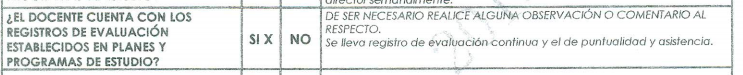 director semanalmente.
¿EL DOCENTE CUENTA CON LOS
REGISTROS DE EVALUACIÓN
ESTABLECIDOS EN PLANES Y
PROGRAMAS DE ESTUDIO?
SI X
NO
DE SER NECESARIO REALICE ALGUNA OBSERVACIÓN O COMENTARIO AL
RESPECTO.
Se lleva registro de evaluación continua y el de puntualidad y asistencia.